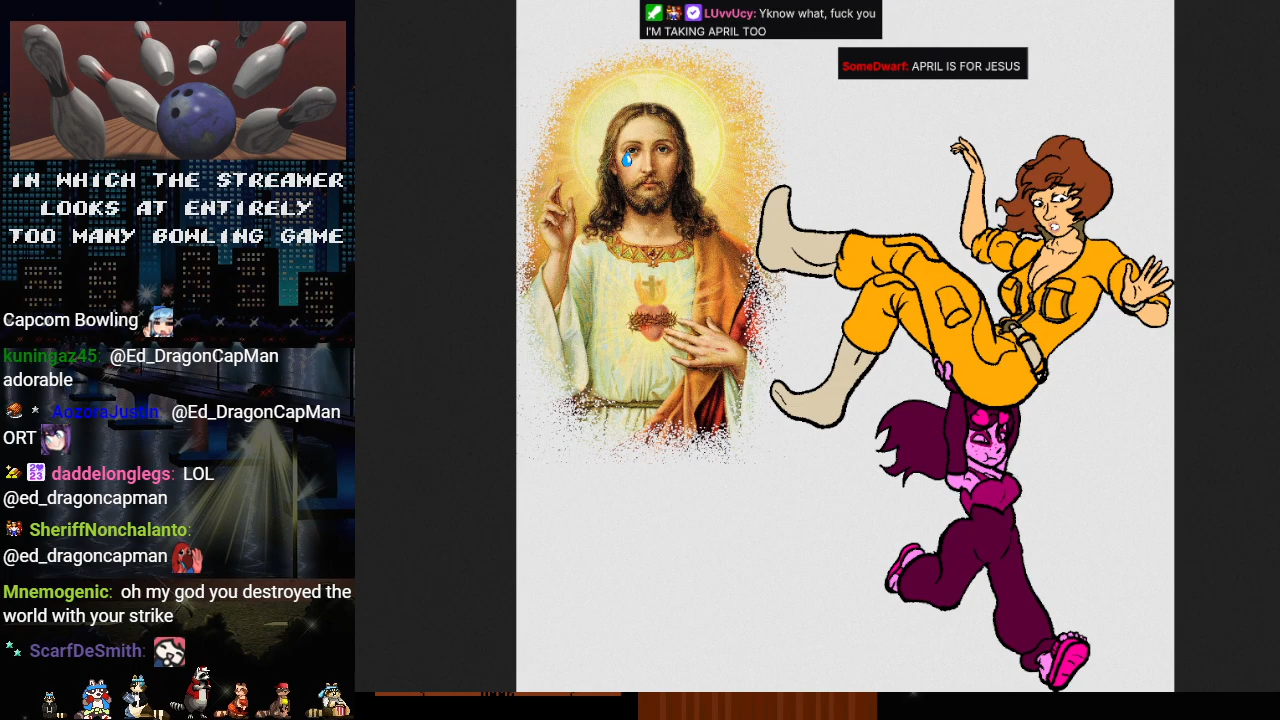 IN WHICH THE STREAMER
LOOKS AT ENTIRELY
TOO MANY BOWLING GAME
Capcom Bowling
kuningaz45: @Ed_DragonCapMan
adorable
AozoraJustin @Ed_DragonCapMan
ORT
2023 daddelonglegs: LOL
@ed_dragoncapman
SheriffNonchalanto:
@ed_dragoncapman
Mnemogenic: oh my god you destroyed the
world with your strike
ScarfDeSmith:
LUvvUcy: Yknow what, fuck you
I'M TAKING APRIL TOO
SomeDwarf: APRIL IS FOR JESUS